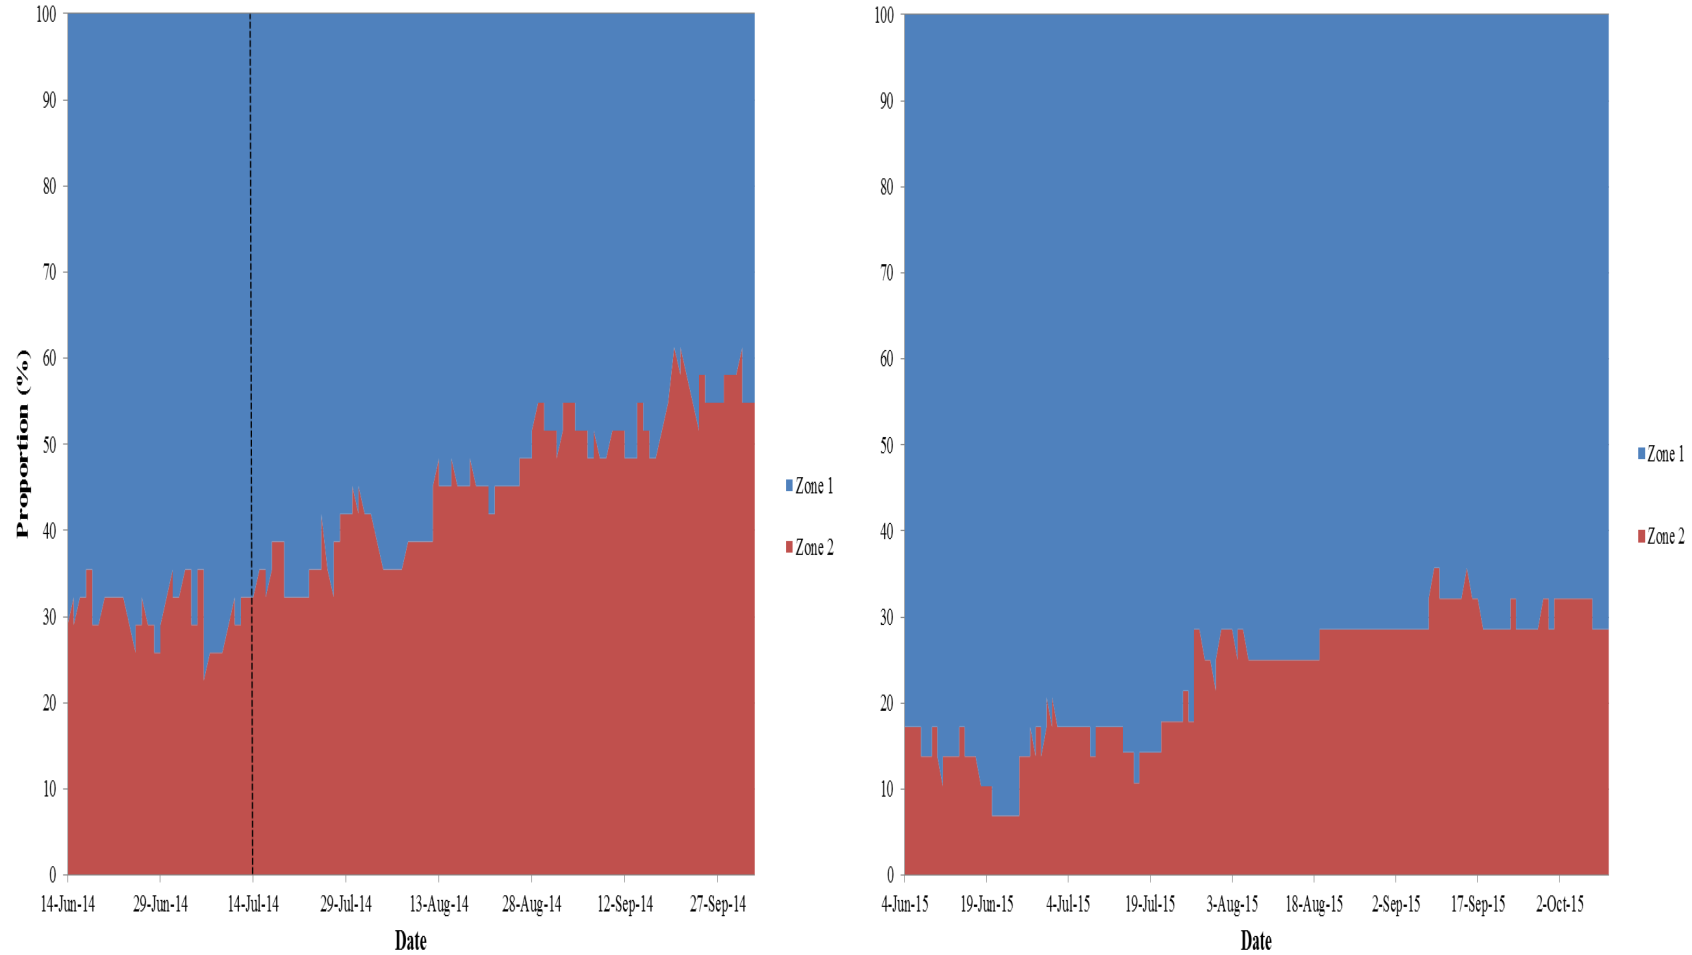 Proportion (%)
100
90
80
70
60
50
40
30
20
10
0
14-Jun-14 29-Jun-14 14-Jul-14 29-Jul-14 13-Aug-14 28-Aug-14 12-Sep-14 27-Sep-14
Date
Zone 1
Zone 2
100
90
80
70
60
50
40
30
20
10
0
4-Jun-15 19-Jun-15 4-Jul-15 19-Jul-15 3-Aug-15 18-Aug-15 2-Sep-15 17-Sep-15 2-Oct-15
Date
Zone 1
Zone 2